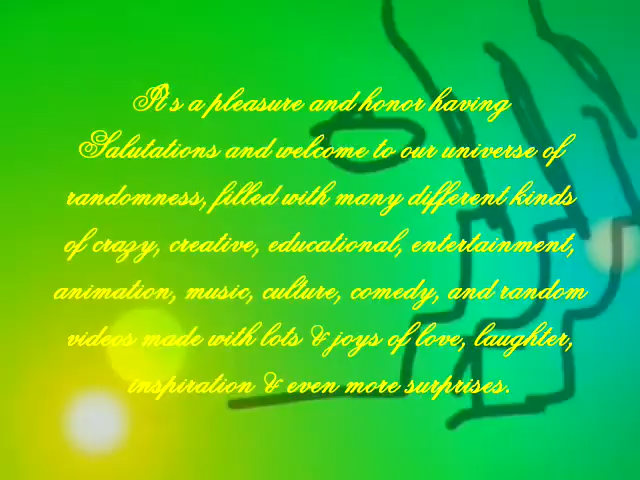 It's a pleasure and honor having
Salutations and welcome to our universe of
randomness, filled with many different kinds
of crazy, creative, educational, entertainment,
animation, music, culture, comedy, and random
videos made with lots & joys of love, laughter,
inspiration & even more surprises.